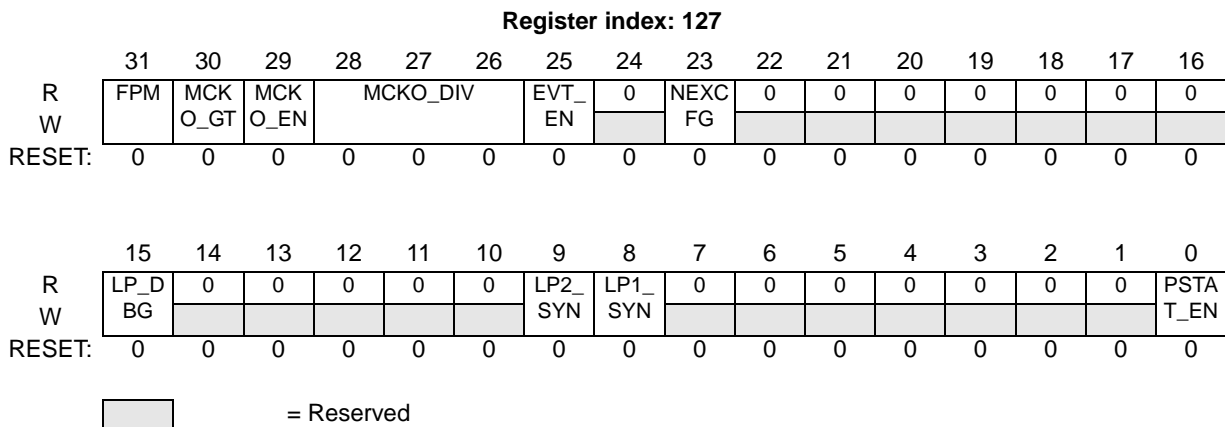 Register index: 127
31 30 29 28 27 26 25 24 23 22 21 20 19 18 17 16
R FPM MCK MCK MCKO_DIV EVT_ 0 NEXC 0 0 0 0 0 0 0
W O_GT O_EN EN FG
RESET: 0 0 0 0 0 0 0 0 0 0 0 0 0 0 0 0
15 14 13 12 11 10 9 8 7 6 5 4 3 2 1 0
R LP_D 0 0 0 0 0 LP2_ LP1_ 0 0 0 0 0 0 0 PSTA
W BG SYN SYN T_EN
RESET: 0 0 0 0 0 0 0 0 0 0 0 0 0 0 0 0
= Reserved